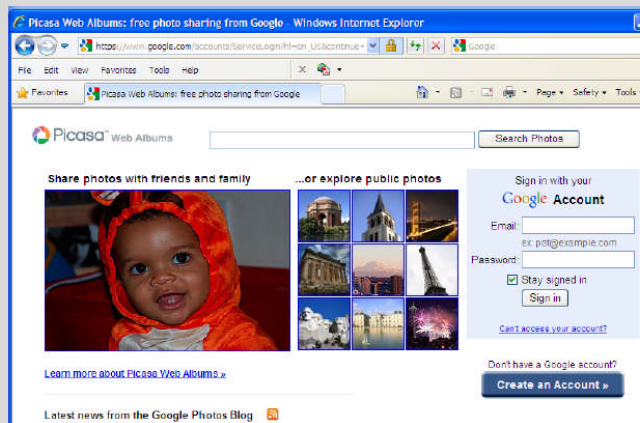 Picasa Web Albums: free photo sharing from Google - Windows Internet Explorer
https://www.google.com/accounts/ServiceLogin?hl=en_US&continue=
Google
File Edit View Favorites Tools Help
Favorites
Picasa Web Albums: free photo sharing from Google
Page Safety Tools
Picasa™ Web Albums
Search Photos
Share photos with friends and family
...or explore public photos
Learn more about Picasa Web Albums »
Latest news from the Google Photos Blog
Sign in with your
Google Account
Email:
ex: pat@example.com
Password:
Stay signed in
Sign in
Can't access your account?
Don't have a Google account?
Create an Account »